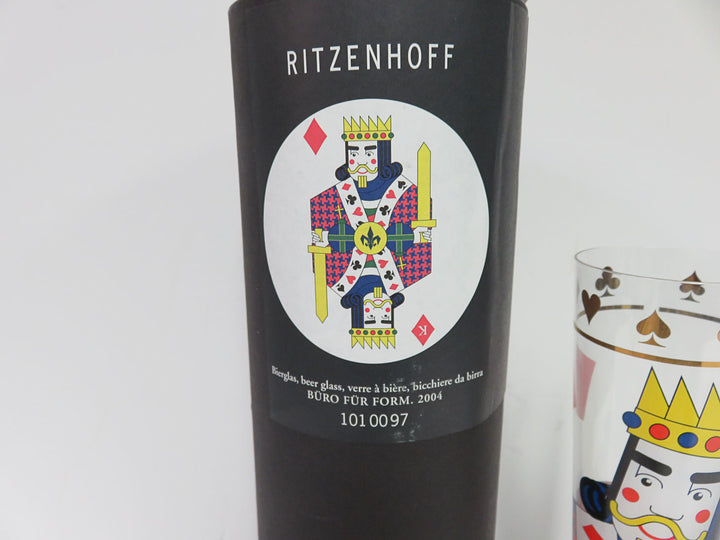 RITZENHOFF
K
Bierglas, beer glass, verre à bière, bicchiere da birra
BÜRO FÜR FORM. 2004
1010097